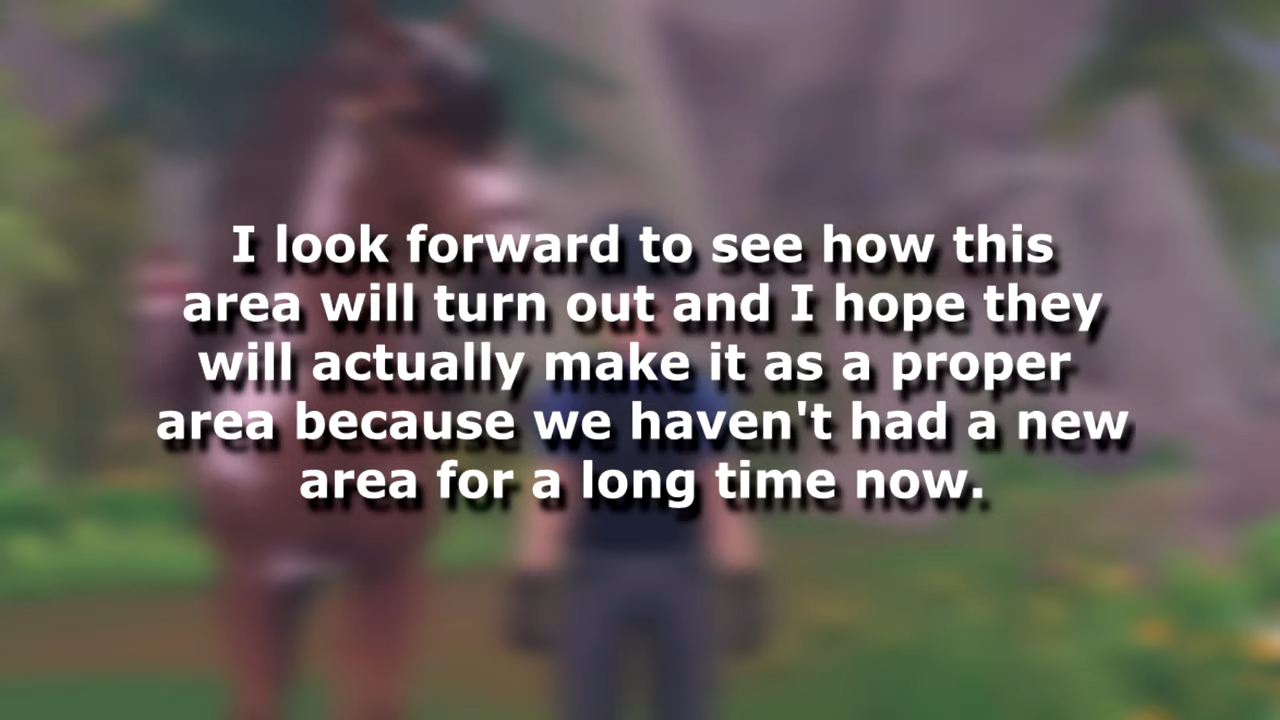 I look forward to see how this
area will turn out and I hope they
will actually make it as a proper
area because we haven't had a new
area for a long time now.